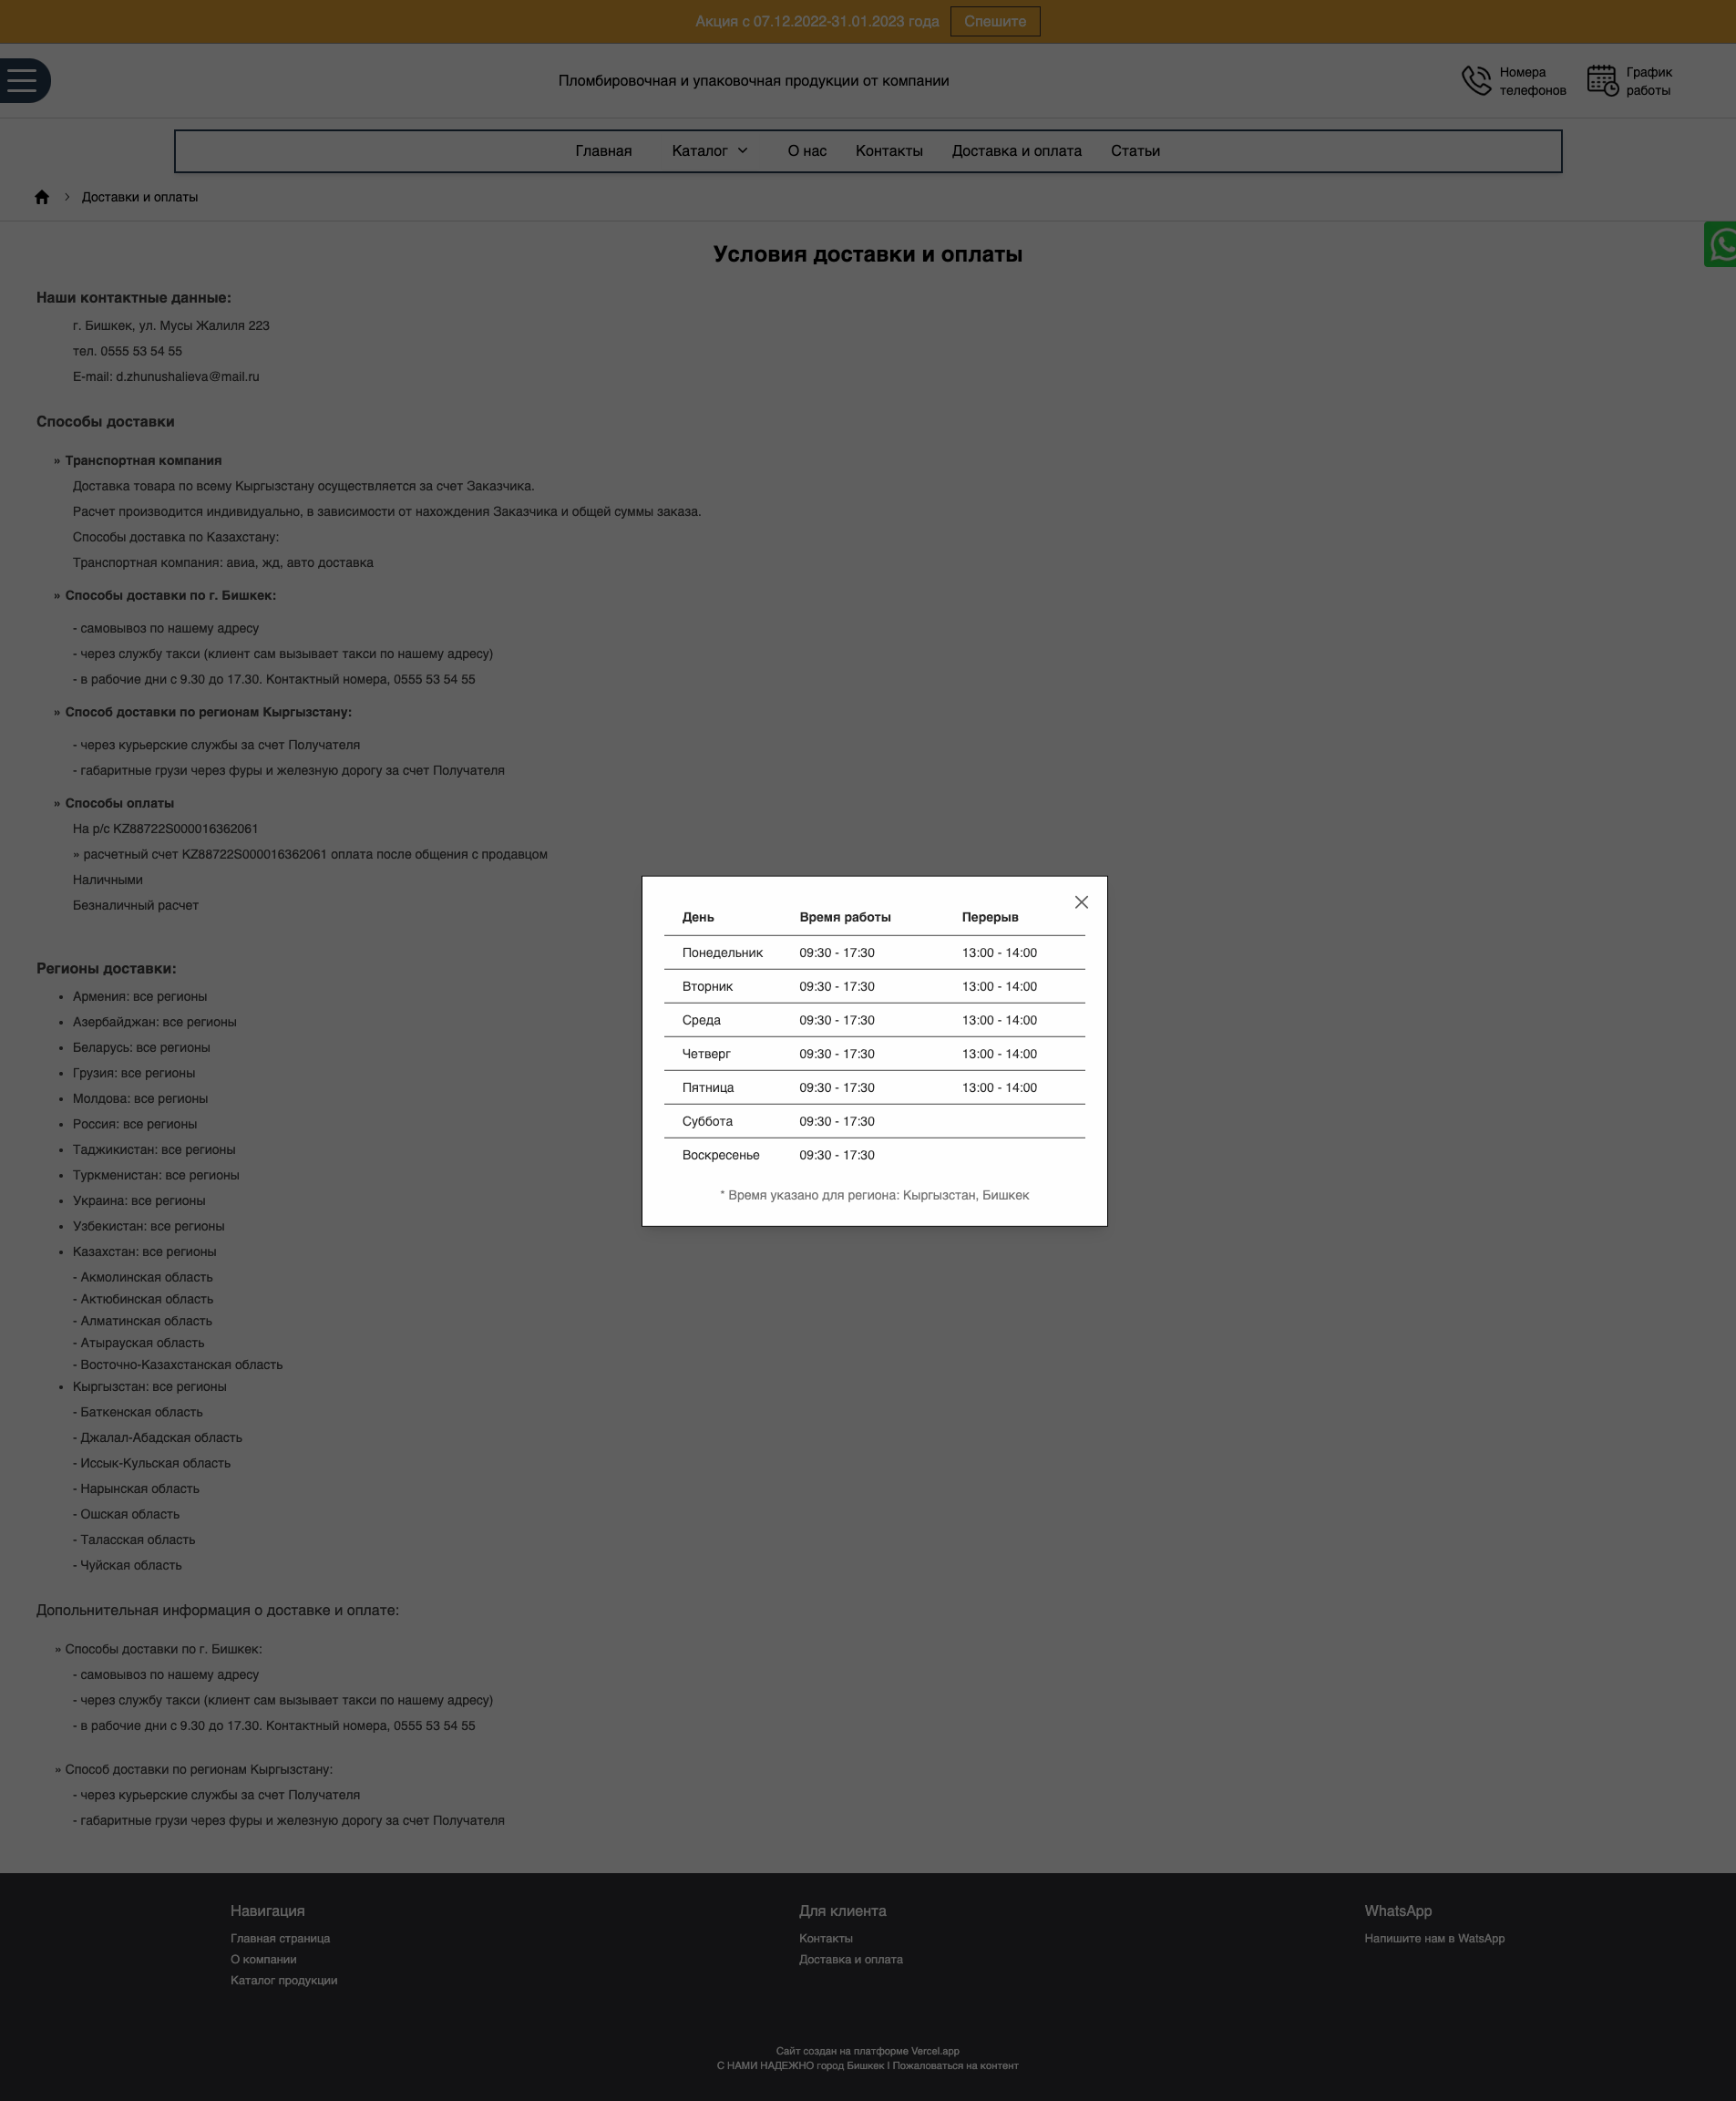 Акция с 07.12.2022-31.01.2023 года Спешите
Пломбировочная и упаковочная продукции от компании
Номера телефонов
График работы
Главная Каталог О нас Контакты Доставка и оплата Статьи
Доставки и оплаты
Условия доставки и оплаты
Наши контактные данные:
г. Бишкек, ул. Мусы Жалиля 223
тел. 0555 53 54 55
E-mail: d.zhunushalieva@mail.ru
Способы доставки
» Транспортная компания
Доставка товара по всему Кыргызстану осуществляется за счет Заказчика.
Расчет производится индивидуально, в зависимости от нахождения Заказчика и общей суммы заказа.
Способы доставка по Казахстану:
Транспортная компания: авиа, жд, авто доставка
» Способы доставки по г. Бишкек:
- самовывоз по нашему адресу
- через службу такси (клиент сам вызывает такси по нашему адресу)
- в рабочие дни с 9.30 до 17.30. Контактный номера, 0555 53 54 55
» Способ доставки по регионам Кыргызстану:
- через курьерские службы за счет Получателя
- габаритные грузи через фуры и железную дорогу за счет Получателя
» Способы оплаты
На р/с KZ88722S000016362061
» расчетный счет KZ88722S000016362061 оплата после общения с продавцом
Наличными
Безналичный расчет
День Время работы Перерыв
Понедельник 09:30 - 17:30 13:00 - 14:00
Вторник 09:30 - 17:30 13:00 - 14:00
Среда 09:30 - 17:30 13:00 - 14:00
Четверг 09:30 - 17:30 13:00 - 14:00
Пятница 09:30 - 17:30 13:00 - 14:00
Суббота 09:30 - 17:30
Воскресенье 09:30 - 17:30
* Время указано для региона: Кыргызстан, Бишкек
Регионы доставки:
• Армения: все регионы
• Азербайджан: все регионы
• Беларусь: все регионы
• Грузия: все регионы
• Молдова: все регионы
• Россия: все регионы
• Таджикистан: все регионы
• Туркменистан: все регионы
• Украина: все регионы
• Узбекистан: все регионы
• Казахстан: все регионы
- Акмолинская область
- Актюбинская область
- Алматинская область
- Атырауская область
- Восточно-Казахстанская область
• Кыргызстан: все регионы
- Баткенская область
- Джалал-Абадская область
- Иссык-Кульская область
- Нарынская область
- Ошская область
- Таласская область
- Чуйская область
Допольнительная информация о доставке и оплате:
» Способы доставки по г. Бишкек:
- самовывоз по нашему адресу
- через службу такси (клиент сам вызывает такси по нашему адресу)
- в рабочие дни с 9.30 до 17.30. Контактный номера, 0555 53 54 55
» Способ доставки по регионам Кыргызстану:
- через курьерские службы за счет Получателя
- габаритные грузи через фуры и железную дорогу за счет Получателя
Навигация
Главная страница
О компании
Каталог продукции
Для клиента
Контакты
Доставка и оплата
WhatsApp
Напишите нам в WatsApp
Сайт создан на платформе Vercel.app
С НАМИ НАДЕЖНО город Бишкек I Пожаловаться на контент